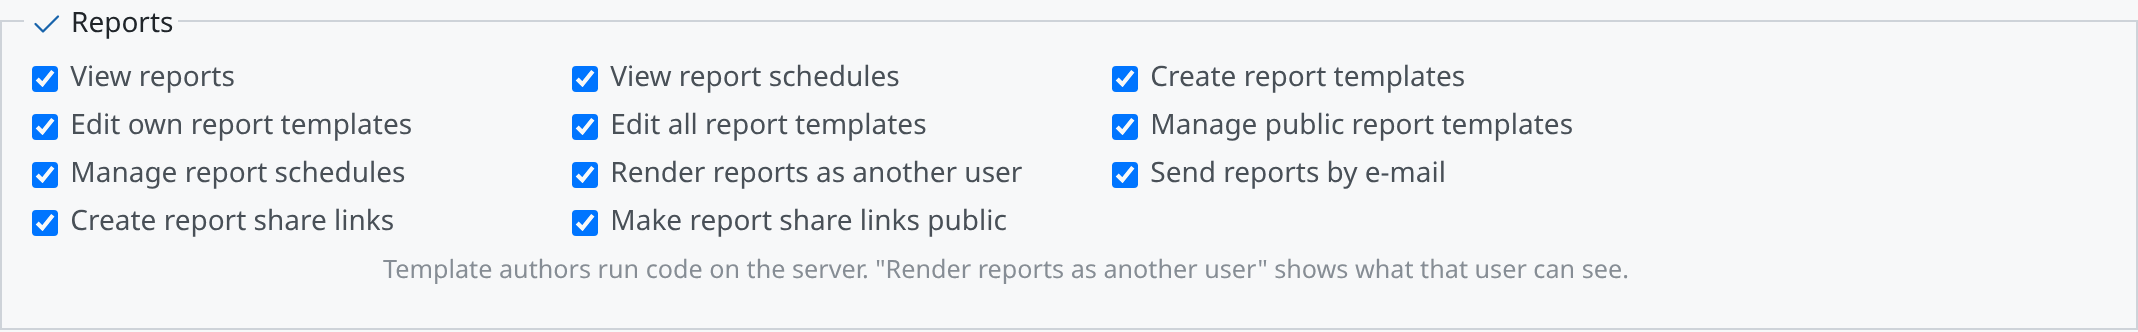 Reports
View reports
View report schedules
Create report templates
Edit own report templates
Edit all report templates
Manage public report templates
Manage report schedules
Render reports as another user
Send reports by e-mail
Create report share links
Make report share links public
Template authors run code on the server. "Render reports as another user" shows what that user can see.